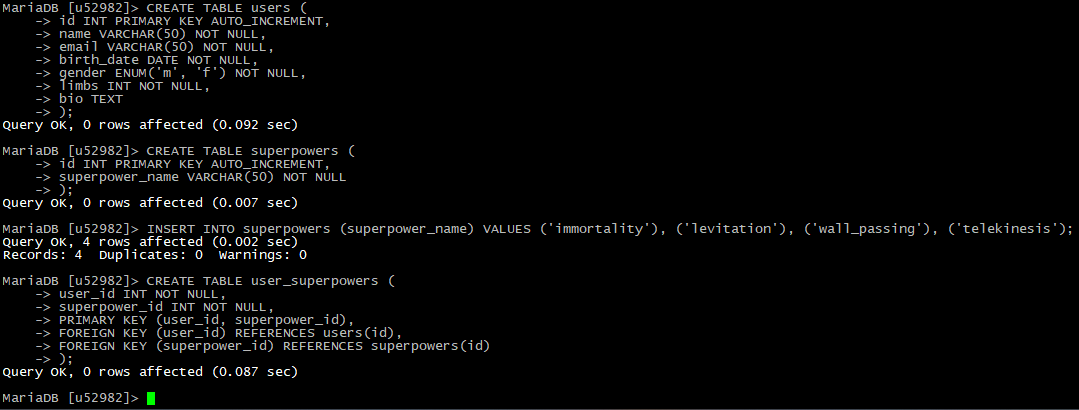 MariaDB [u52982]> CREATE TABLE users (
    -> id INT PRIMARY KEY AUTO_INCREMENT,
    -> name VARCHAR(50) NOT NULL,
    -> email VARCHAR(50) NOT NULL,
    -> birth_date DATE NOT NULL,
    -> gender ENUM('m', 'f') NOT NULL,
    -> limbs INT NOT NULL,
    -> bio TEXT
    -> );
Query OK, 0 rows affected (0.092 sec)

MariaDB [u52982]> CREATE TABLE superpowers (
    -> id INT PRIMARY KEY AUTO_INCREMENT,
    -> superpower_name VARCHAR(50) NOT NULL
    -> );
Query OK, 0 rows affected (0.007 sec)

MariaDB [u52982]> INSERT INTO superpowers (superpower_name) VALUES ('immortality'), ('levitation'), ('wall_passing'), ('telekinesis');
Query OK, 4 rows affected (0.002 sec)
Records: 4  Duplicates: 0  Warnings: 0

MariaDB [u52982]> CREATE TABLE user_superpowers (
    -> user_id INT NOT NULL,
    -> superpower_id INT NOT NULL,
    -> PRIMARY KEY (user_id, superpower_id),
    -> FOREIGN KEY (user_id) REFERENCES users(id),
    -> FOREIGN KEY (superpower_id) REFERENCES superpowers(id)
    -> );
Query OK, 0 rows affected (0.087 sec)

MariaDB [u52982]>